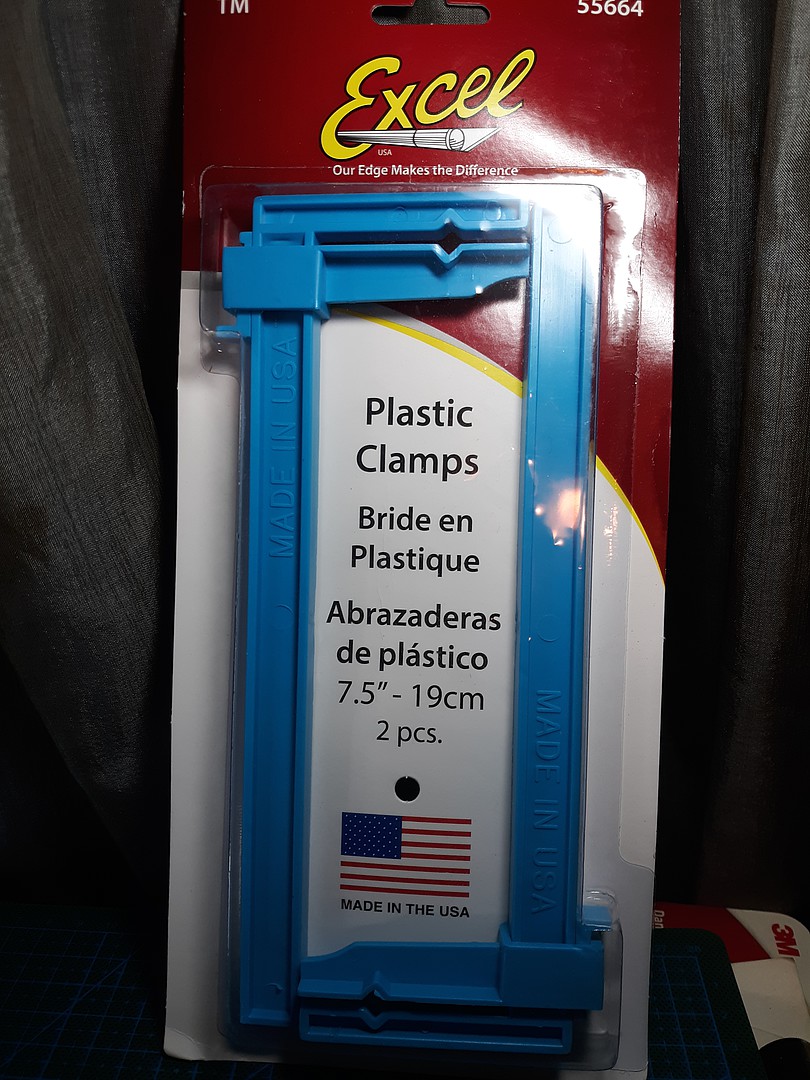 TM
55664
Excel
USA
Our Edge Makes the Difference
MADE IN USA
Plastic
Clamps
Bride en
Plastique
Abrazaderas
de plástico
7.5” - 19cm
2 pcs.
MADE IN USA
MADE IN THE USA
3M
Dan